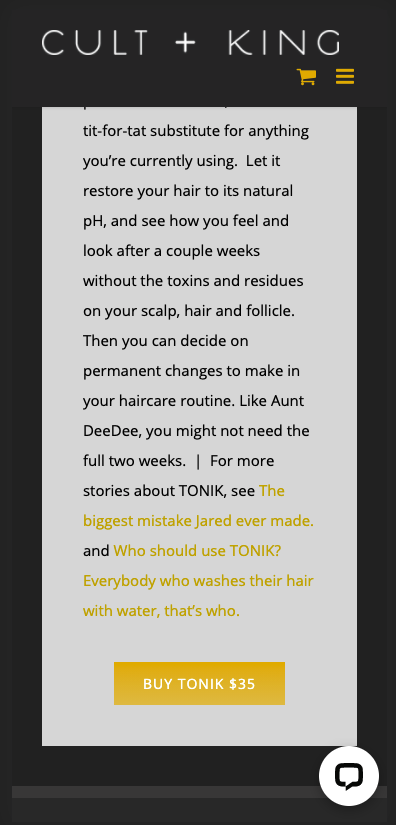 CULT + KING
tit-for-tat substitute for anything
you’re currently using.  Let it
restore your hair to its natural
pH, and see how you feel and
look after a couple weeks
without the toxins and residues
on your scalp, hair and follicle.
Then you can decide on
permanent changes to make in
your haircare routine. Like Aunt
DeeDee, you might not need the
full two weeks.  |  For more
stories about TONIK, see The
biggest mistake Jared ever made.
and Who should use TONIK?
Everybody who washes their hair
with water, that’s who.
BUY TONIK $35